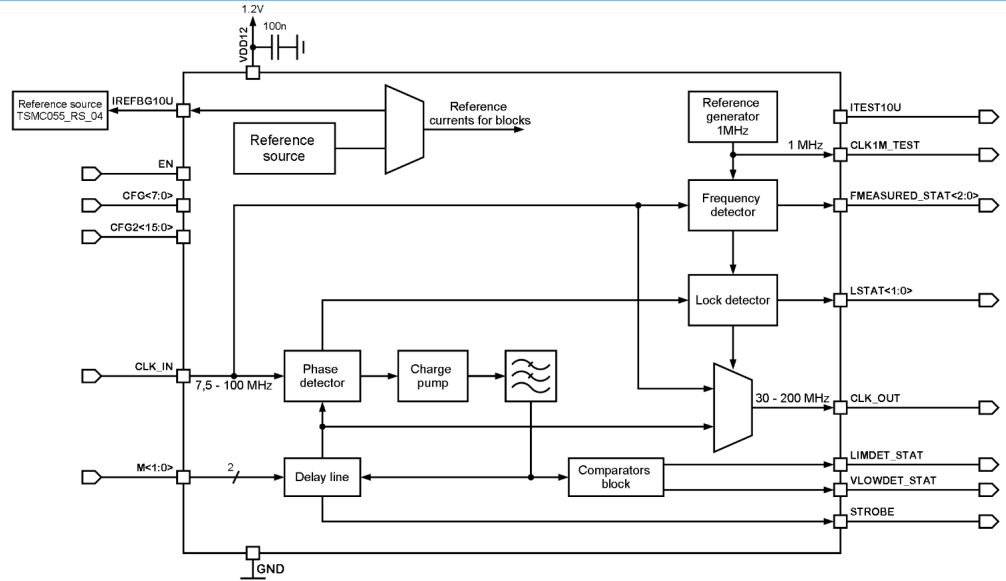 1.2V
100n
VDD12
Reference source
TSMC055_RS_04
IREFBG10U
Reference
source
Reference
currents for blocks
Reference
generator
1MHz
ITEST10U
1 MHz
CLK1M_TEST
EN
CFG<7:0>
CFG2<15:0>
Frequency
detector
FMEASURED_STAT<2:0>
Lock detector
LSTAT<1:0>
CLK_IN
7,5 - 100 MHz
Phase
detector
Charge
pump
30 - 200 MHz
CLK_OUT
M<1:0>
2
Delay line
Comparators
block
LIMDET_STAT
VLOWDET_STAT
STROBE
GND